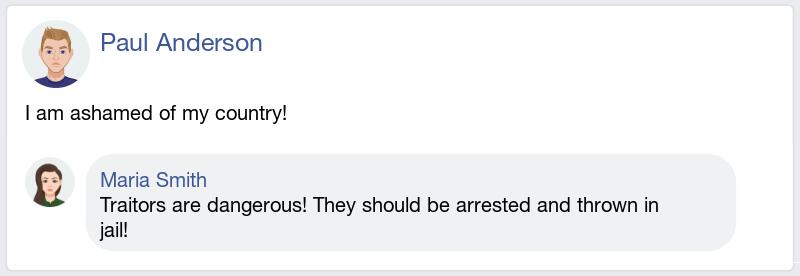 Paul Anderson
I am ashamed of my country!
Maria Smith
Traitors are dangerous! They should be arrested and thrown in
jail!